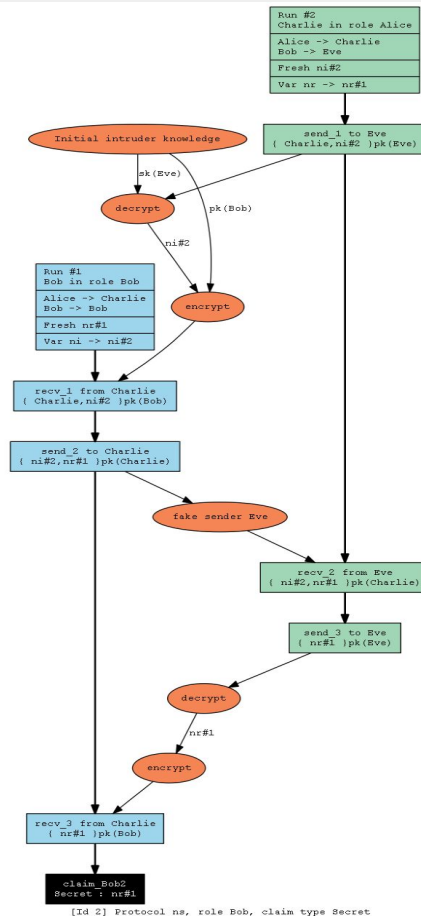 Run #2
Charlie in role Alice
Alice -> Charlie
Bob -> Eve
Fresh ni#2
Var nr -> nr#1
send_1 to Eve
{ Charlie,ni#2 }pk(Eve)
Initial intruder knowledge
sk(Eve)
decrypt
pk(Bob)
ni#2
Run #1
Bob in role Bob
Alice -> Charlie
Bob -> Bob
Fresh nr#1
Var ni -> ni#2
encrypt
recv_1 from Charlie
{ Charlie,ni#2 }pk(Bob)
send_2 to Charlie
{ ni#2,nr#1 }pk(Charlie)
fake sender Eve
recv_2 from Eve
{ ni#2,nr#1 }pk(Charlie)
send_3 to Eve
{ nr#1 }pk(Eve)
decrypt
nr#1
encrypt
recv_3 from Charlie
{ nr#1 }pk(Bob)
claim_Bob2
Secret : nr#1
[Id 2] Protocol ns, role Bob, claim type Secret